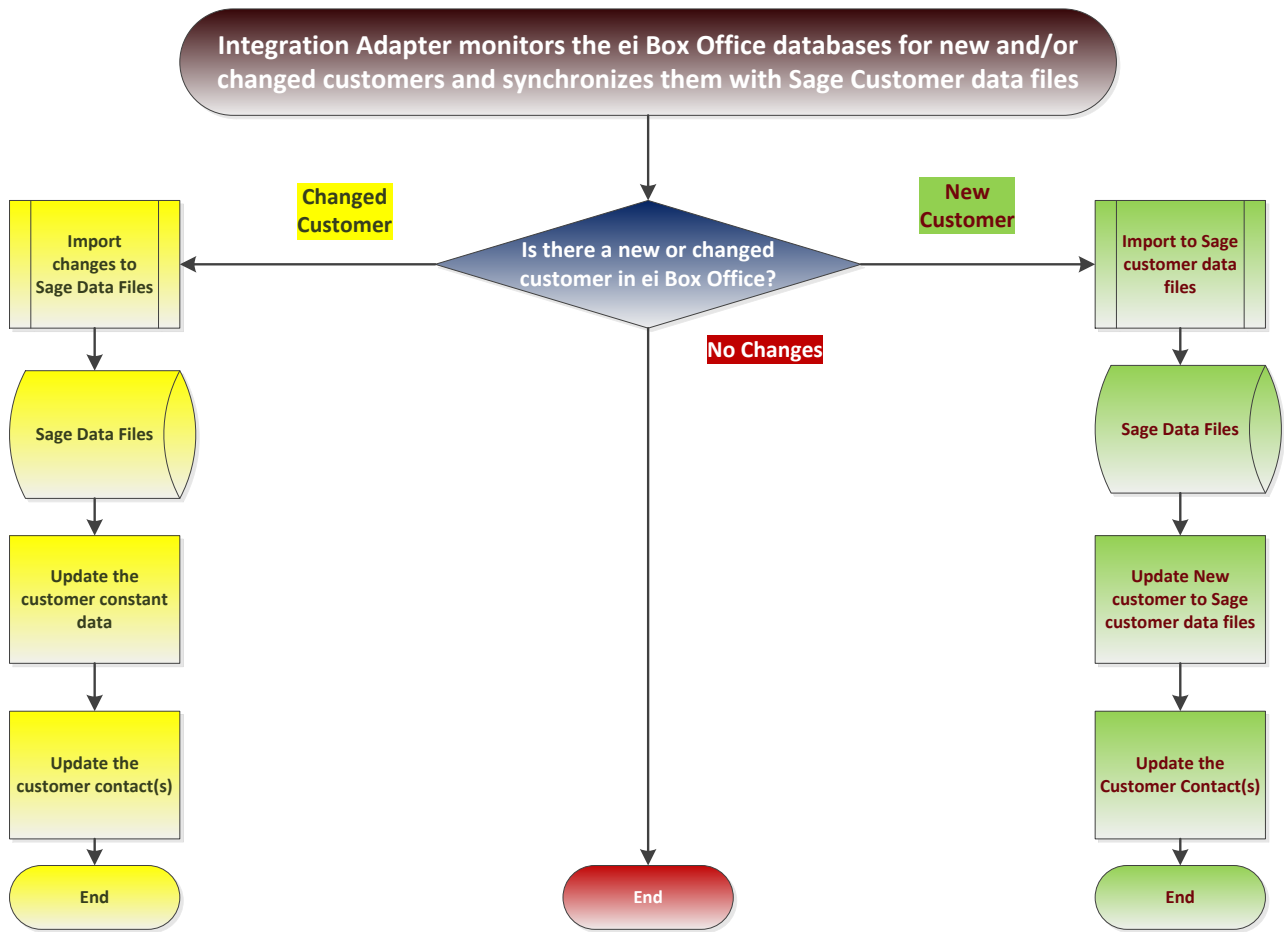 Integration Adapter monitors the ei Box Office databases for new and/or
changed customers and synchronizes them with Sage Customer data files
Changed
Customer
New
Customer
Import
changes to
Sage Data Files
Is there a new or changed
customer in ei Box Office?
Import to Sage
customer data
files
No Changes
Sage Data Files
Sage Data Files
Update the
customer constant
data
Update New
customer to Sage
customer data files
Update the
customer contact(s)
Update the
Customer Contact(s)
End
End
End